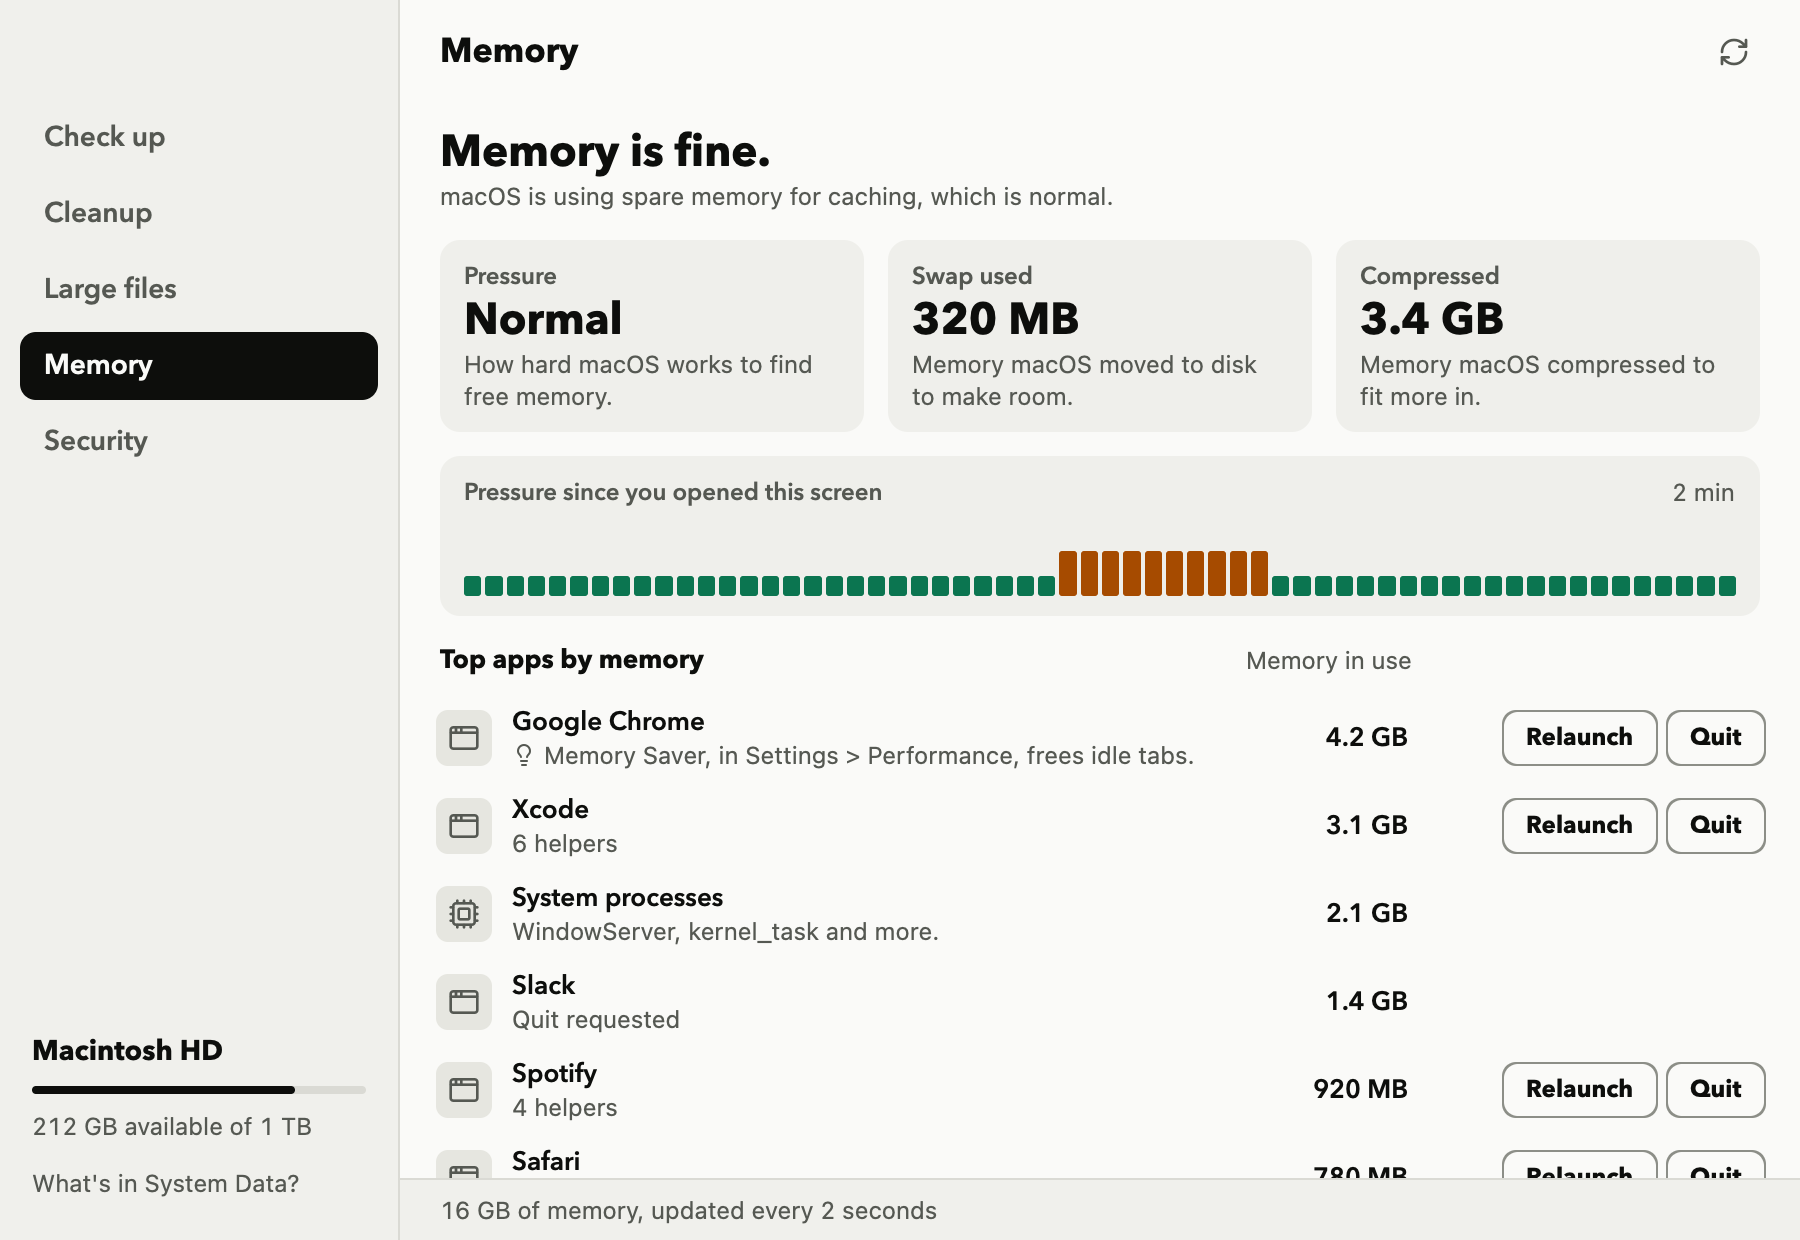 Memory
Check up
Cleanup
Large files
Memory
Security
Macintosh HD
212 GB available of 1 TB
What's in System Data?
Memory is fine.
macOS is using spare memory for caching, which is normal.
Pressure
Normal
How hard macOS works to find
free memory.
Swap used
320 MB
Memory macOS moved to disk
to make room.
Compressed
3.4 GB
Memory macOS compressed to
fit more in.
Pressure since you opened this screen
2 min
Top apps by memory
Memory in use
Google Chrome
Memory Saver, in Settings > Performance, frees idle tabs.
4.2 GB
Relaunch
Quit
Xcode
6 helpers
3.1 GB
Relaunch
Quit
System processes
WindowServer, kernel_task and more.
2.1 GB
Slack
Quit requested
1.4 GB
Spotify
4 helpers
920 MB
Relaunch
Quit
Safari
780 MB
Relaunch
Quit
16 GB of memory, updated every 2 seconds